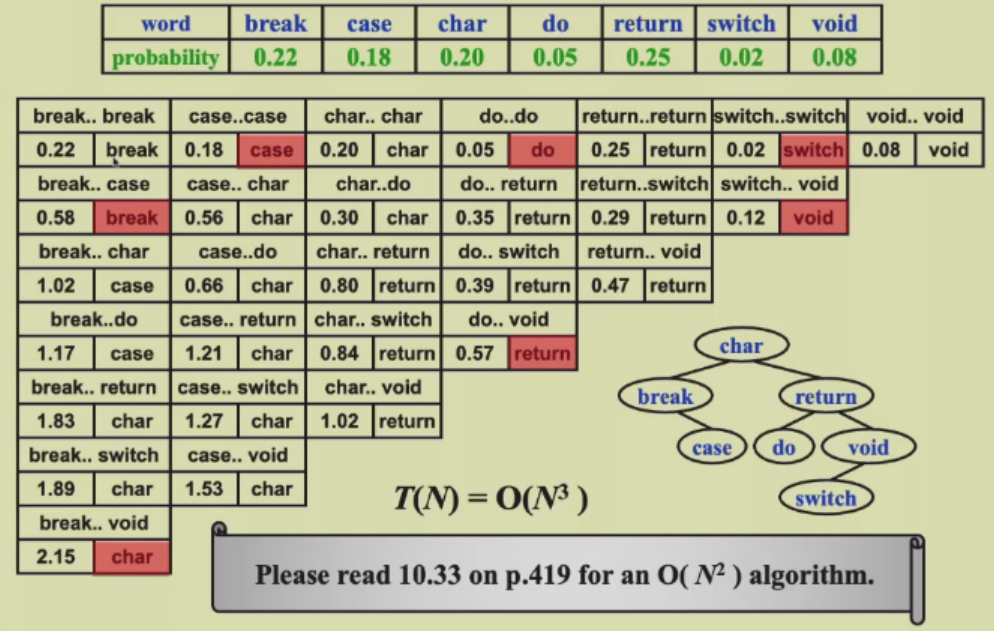 word break case char do return switch void
probability 0.22 0.18 0.20 0.05 0.25 0.02 0.08
break.. break case..case char.. char do..do return..return switch..switch void.. void
0.22 break 0.18 case 0.20 char 0.05 do 0.25 return 0.02 switch 0.08 void
break.. case case.. char char..do do.. return return..switch switch.. void
0.58 break 0.56 char 0.30 char 0.35 return 0.29 return 0.12 void
break.. char case..do char.. return do.. switch return.. void
1.02 case 0.66 char 0.80 return 0.39 return 0.47 return
break..do case.. return char.. switch do.. void
1.17 case 1.21 char 0.84 return 0.57 return
break.. return case.. switch char.. void
1.83 char 1.27 char 1.02 return
break.. switch case.. void
1.89 char 1.53 char
break.. void
2.15 char
char
break return
case do void
switch
T(N) = O(N³ )
Please read 10.33 on p.419 for an O( N² ) algorithm.